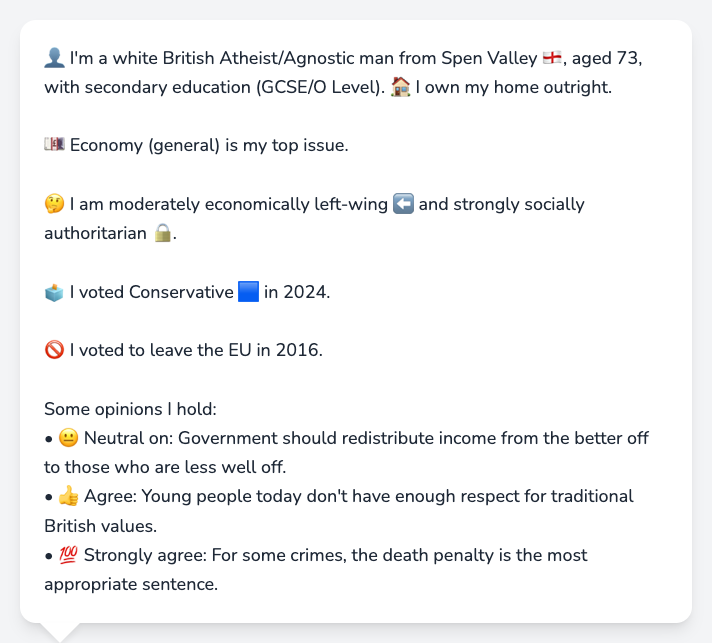 👤 I'm a white British Atheist/Agnostic man from Spen Valley 🏴󠁧󠁢󠁥󠁮󠁧󠁿, aged 73,
with secondary education (GCSE/O Level). 🏠 I own my home outright.
💷 Economy (general) is my top issue.
🤔 I am moderately economically left-wing ⬅️ and strongly socially
authoritarian 🔒.
🗳️ I voted Conservative 🟦 in 2024.
🚫 I voted to leave the EU in 2016.
Some opinions I hold:
• 😐 Neutral on: Government should redistribute income from the better off
to those who are less well off.
• 👍 Agree: Young people today don't have enough respect for traditional
British values.
• 💯 Strongly agree: For some crimes, the death penalty is the most
appropriate sentence.